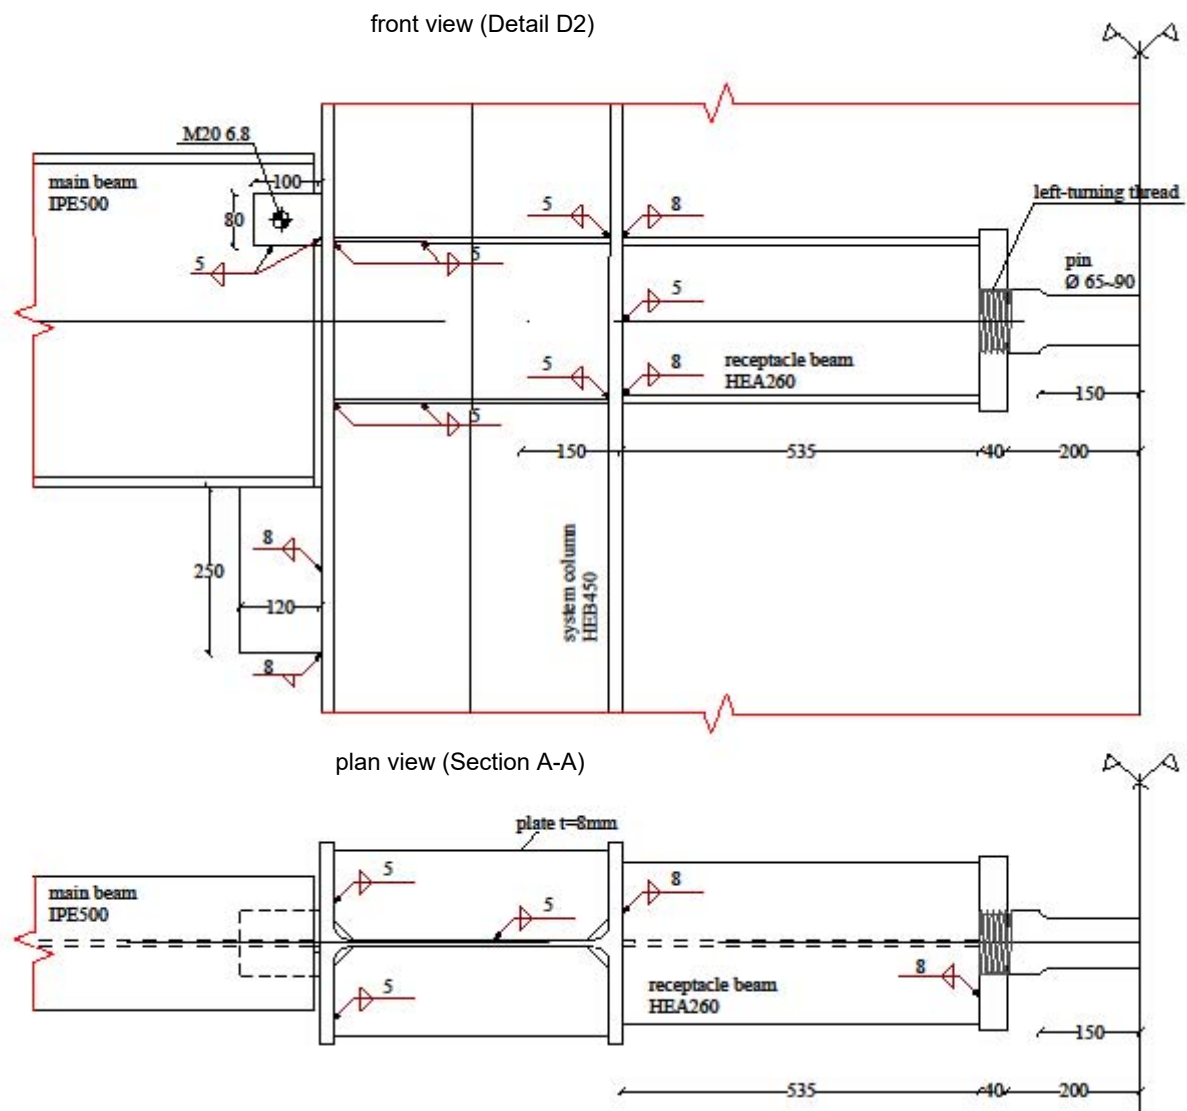 front view (Detail D2)
M20 6.8
main beam
IPE500
100
80
5
5
5
8
left-turning thread
pin
Ø 65~90
5
5
8
receptacle beam
HEA260
5
150
150
535
40
200
8
250
120
system column
HEB450
8
plan view (Section A-A)
plate t=8mm
main beam
IPE500
5
8
5
8
5
receptacle beam
HEA260
150
535
40
200